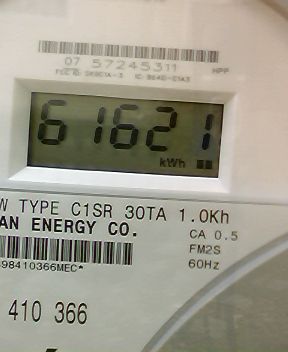 07 57245311
HPP
61621
kWh
W TYPE C1SR 30TA 1.0Kh
AN ENERGY CO.
CA 0.5
FM2S
60Hz
98410366MEC*
410 366